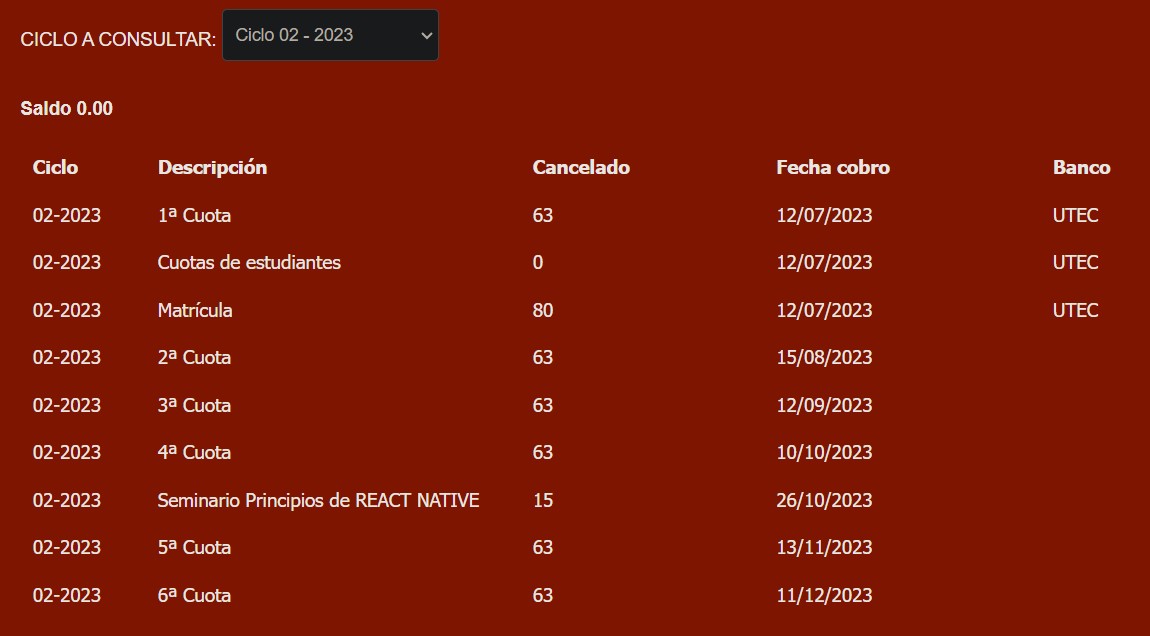 CICLO A CONSULTAR: Ciclo 02 - 2023
Saldo 0.00
Ciclo Descripción Cancelado Fecha cobro Banco
02-2023 1ª Cuota 63 12/07/2023 UTEC
02-2023 Cuotas de estudiantes 0 12/07/2023 UTEC
02-2023 Matrícula 80 12/07/2023 UTEC
02-2023 2ª Cuota 63 15/08/2023
02-2023 3ª Cuota 63 12/09/2023
02-2023 4ª Cuota 63 10/10/2023
02-2023 Seminario Principios de REACT NATIVE 15 26/10/2023
02-2023 5ª Cuota 63 13/11/2023
02-2023 6ª Cuota 63 11/12/2023